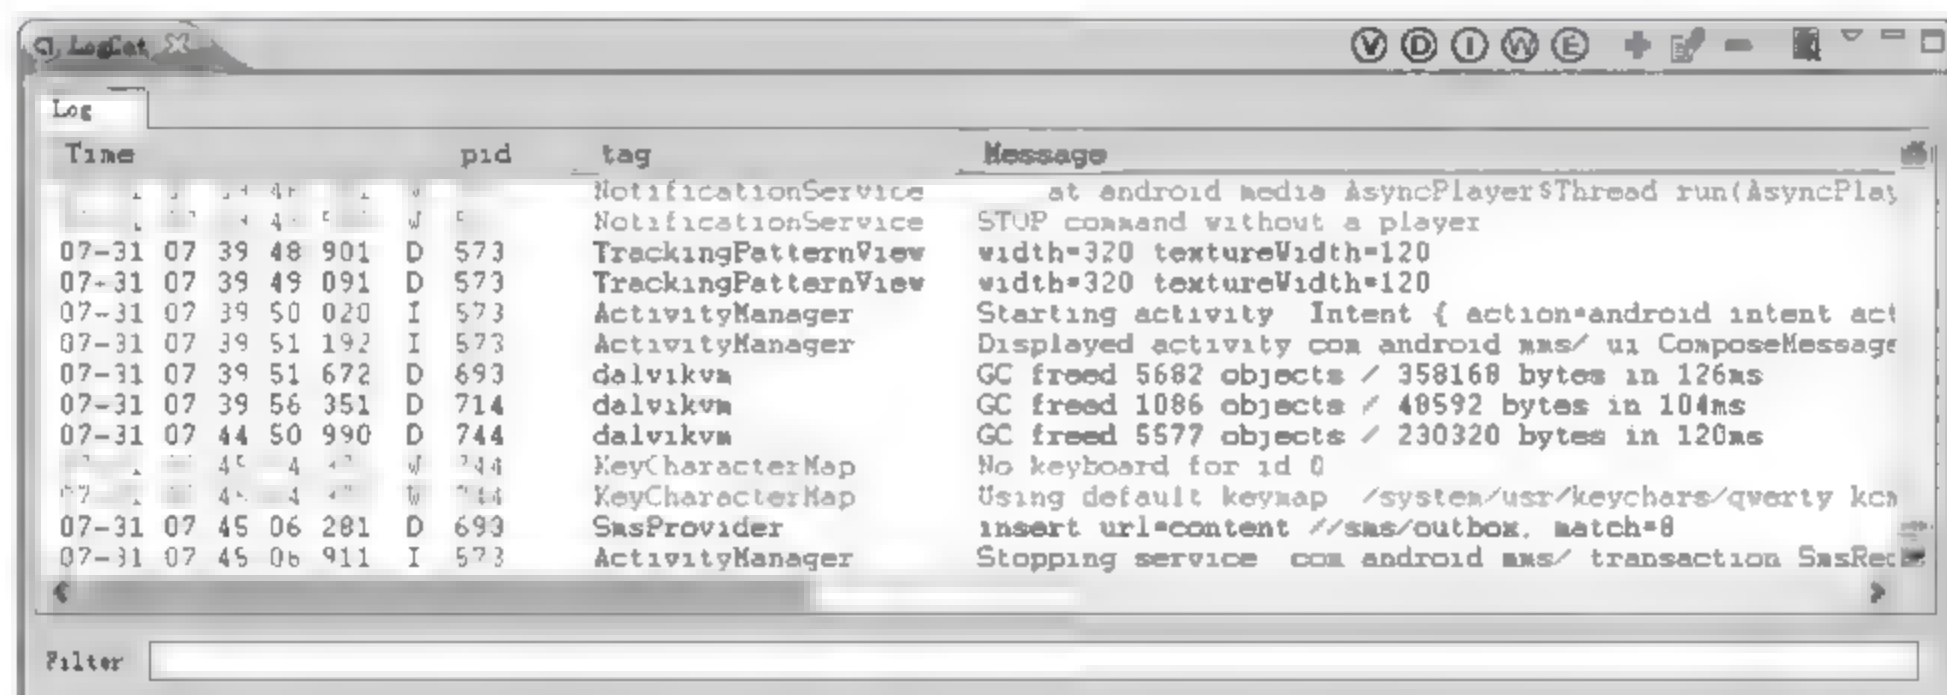 LogCat V D I W E
Log
Time pid tag Message
NotificationService at android media AsyncPlayer$Thread run(AsyncPlay
W NotificationService STOP command without a player
07-31 07 39 48 901 D 573 TrackingPatternView width=320 textureWidth=120
07-31 07 39 49 091 D 573 TrackingPatternView width=320 textureWidth=120
07-31 07 39 50 020 I 573 ActivityManager Starting activity Intent { action=android intent act
07-31 07 39 51 192 I 573 ActivityManager Displayed activity com android mms/ ui ComposeMessage
07-31 07 39 51 672 D 693 dalvikvm GC freed 5682 objects / 358168 bytes in 126ms
07-31 07 39 56 351 D 714 dalvikvm GC freed 1086 objects / 48592 bytes in 104ms
07-31 07 44 50 990 D 744 dalvikvm GC freed 5577 objects / 230320 bytes in 120ms
W 744 KeyCharacterMap No keyboard for id 0
W 744 KeyCharacterMap Using default keymap /system/usr/keychars/qwerty kcm
07-31 07 45 06 281 D 693 SmsProvider insert url=content //sms/outbox, match=8
07-31 07 45 06 911 I 573 ActivityManager Stopping service com android mms/ transaction SmsRec
Filter